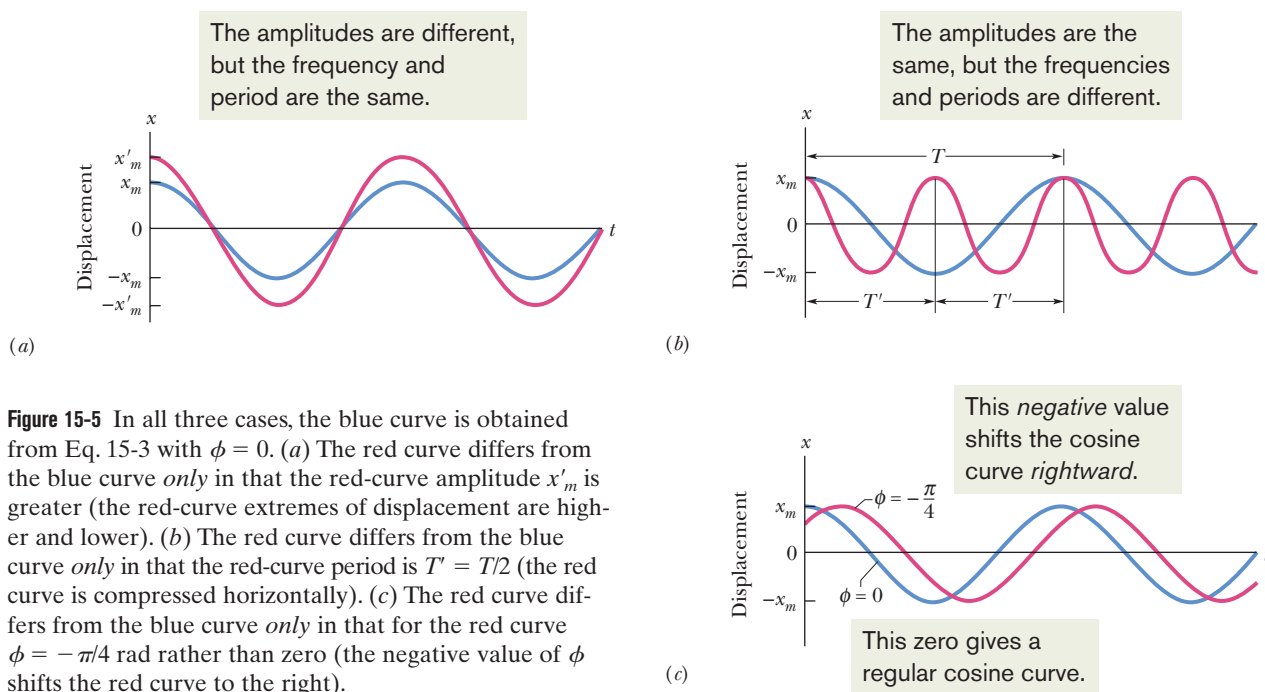 The amplitudes are different,
but the frequency and
period are the same.
x
x′m
xm
0
−xm
−x′m
Displacement
t
(a)
The amplitudes are the
same, but the frequencies
and periods are different.
x
xm
0
−xm
Displacement
T
T′
T′
(b)
Figure 15-5 In all three cases, the blue curve is obtained
from Eq. 15-3 with ϕ = 0. (a) The red curve differs from
the blue curve only in that the red-curve amplitude x′m is
greater (the red-curve extremes of displacement are high-
er and lower). (b) The red curve differs from the blue
curve only in that the red-curve period is T′ = T/2 (the red
curve is compressed horizontally). (c) The red curve dif-
fers from the blue curve only in that for the red curve
ϕ = −π/4 rad rather than zero (the negative value of ϕ
shifts the red curve to the right).
This negative value
shifts the cosine
curve rightward.
x
xm
0
−xm
Displacement
ϕ = −π/4
ϕ = 0
This zero gives a
regular cosine curve.
(c)